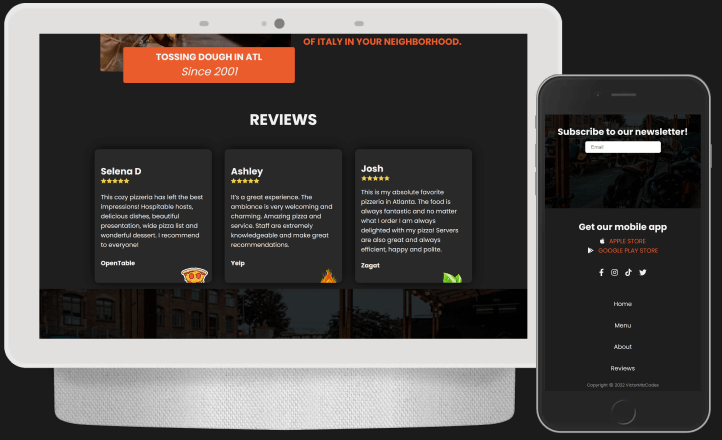 OF ITALY IN YOUR NEIGHBORHOOD.
TOSSING DOUGH IN ATL
Since 2001
REVIEWS
Selena D
This cozy pizzeria has left the best
impressions! Hospitable hosts,
delicious dishes, beautiful
presentation, wide pizza list and
wonderful dessert. I recommend
to everyone!
OpenTable
Ashley
It's a great experience. The
ambiance is very welcoming and
charming. Amazing pizza and
service. Staff are extremely
knowledgeable and make great
recommendations.
Yelp
Josh
This is my absolute favorite
pizzeria in Atlanta. The food is
always fantastic and no matter
what I order I am always
delighted with my pizza! Servers
are also great and always
efficient, happy and polite.
Zagat
Subscribe to our newsletter!
Email
Get our mobile app
APPLE STORE
GOOGLE PLAY STORE
Home
Menu
About
Reviews
Copyright © 2022 VictoriaCodes